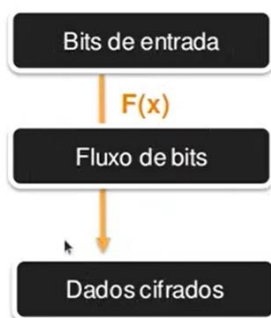 Bits de entrada
F(x)
Fluxo de bits
Dados cifrados